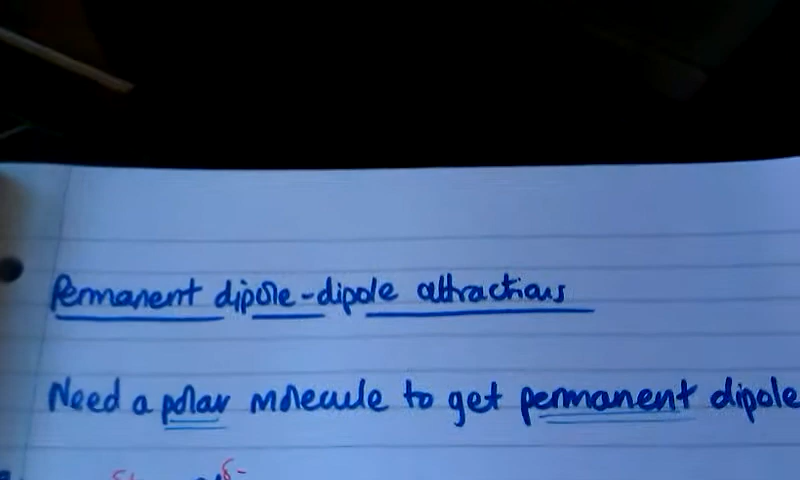 Permanent dipole-dipole attractions
Need a polar molecule to get permanent dipole
δ-